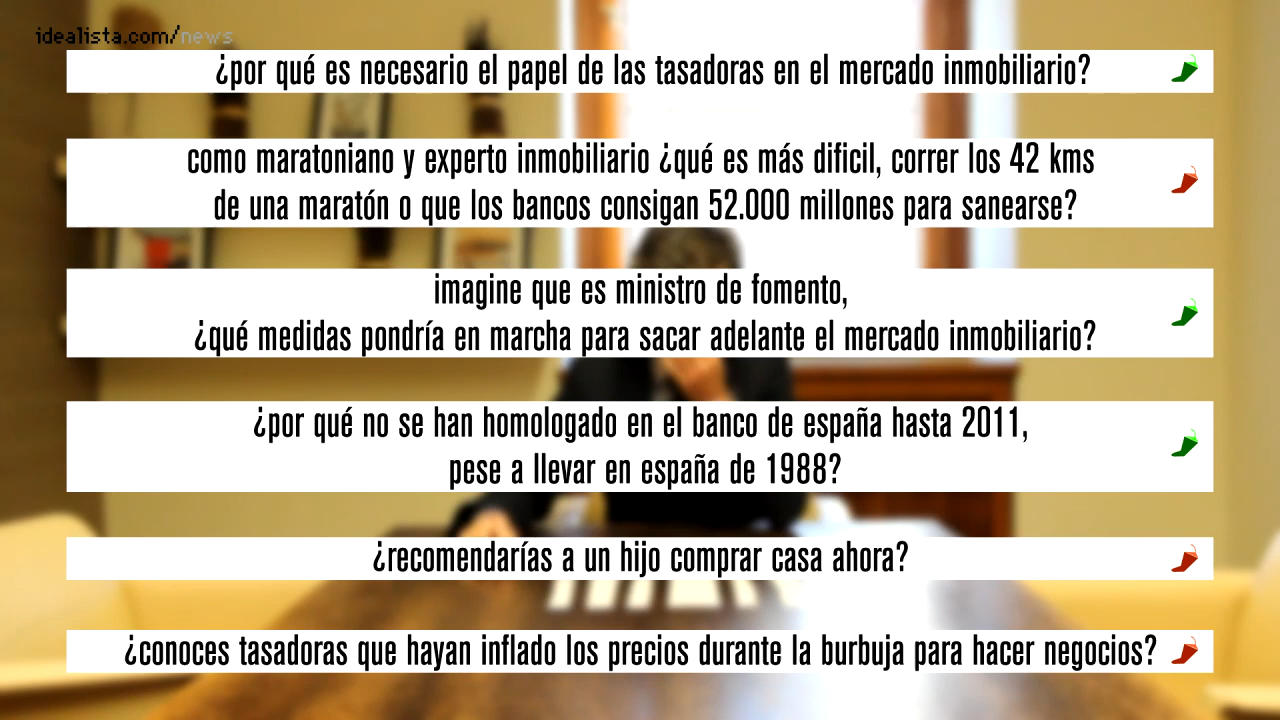 idealista.com/news
¿por qué es necesario el papel de las tasadoras en el mercado inmobiliario?
como maratoniano y experto inmobiliario ¿qué es más dificil, correr los 42 kms
de una maratón o que los bancos consigan 52.000 millones para sanearse?
imagine que es ministro de fomento,
¿qué medidas pondría en marcha para sacar adelante el mercado inmobiliario?
¿por qué no se han homologado en el banco de españa hasta 2011,
pese a llevar en españa de 1988?
¿recomendarías a un hijo comprar casa ahora?
¿conoces tasadoras que hayan inflado los precios durante la burbuja para hacer negocios?